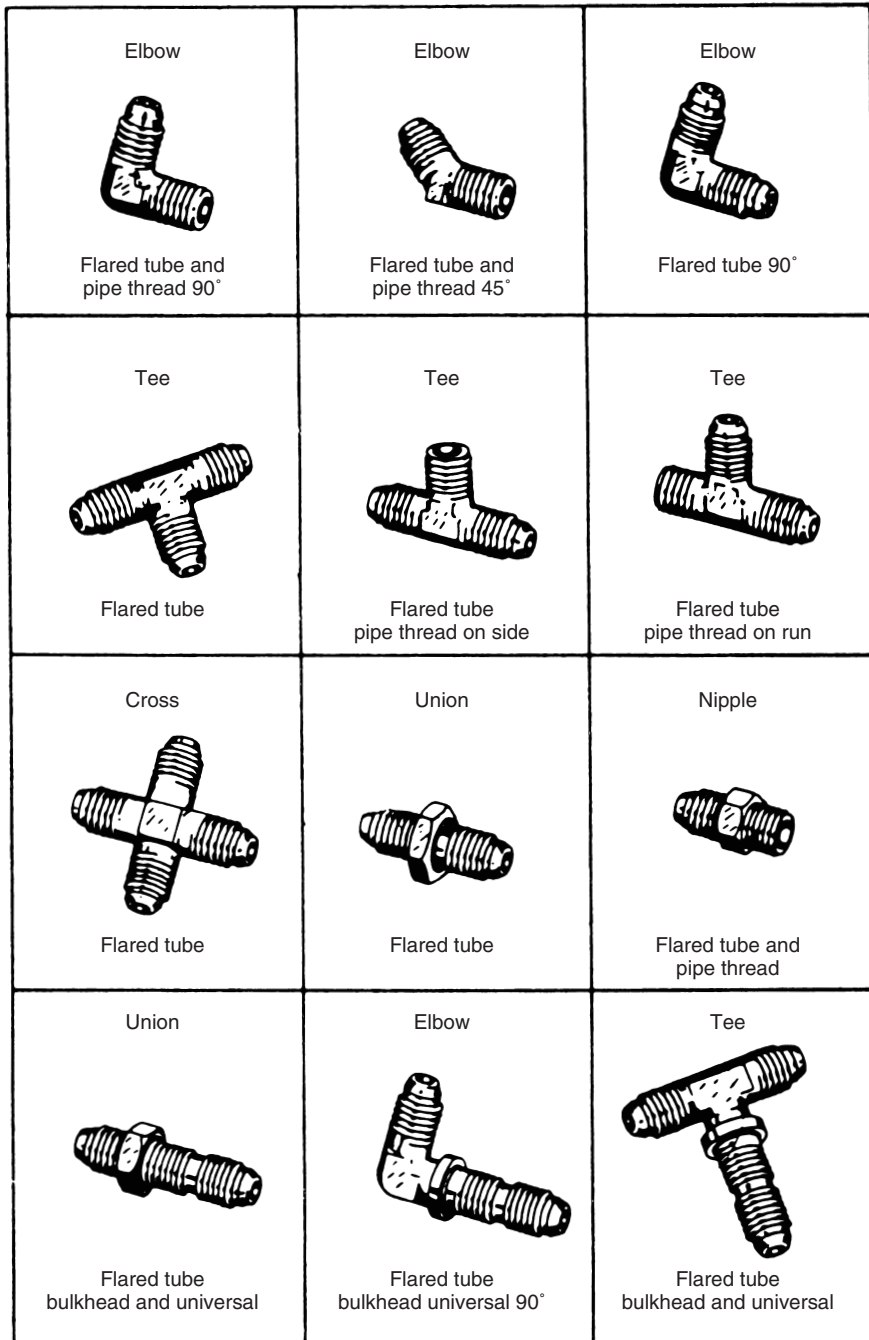 Elbow
Flared tube and
pipe thread 90˚
Elbow
Flared tube and
pipe thread 45˚
Elbow
Flared tube 90˚
Tee
Flared tube
Tee
Flared tube
pipe thread on side
Tee
Flared tube
pipe thread on run
Cross
Flared tube
Union
Flared tube
Nipple
Flared tube and
pipe thread
Union
Flared tube
bulkhead and universal
Elbow
Flared tube
bulkhead universal 90˚
Tee
Flared tube
bulkhead and universal